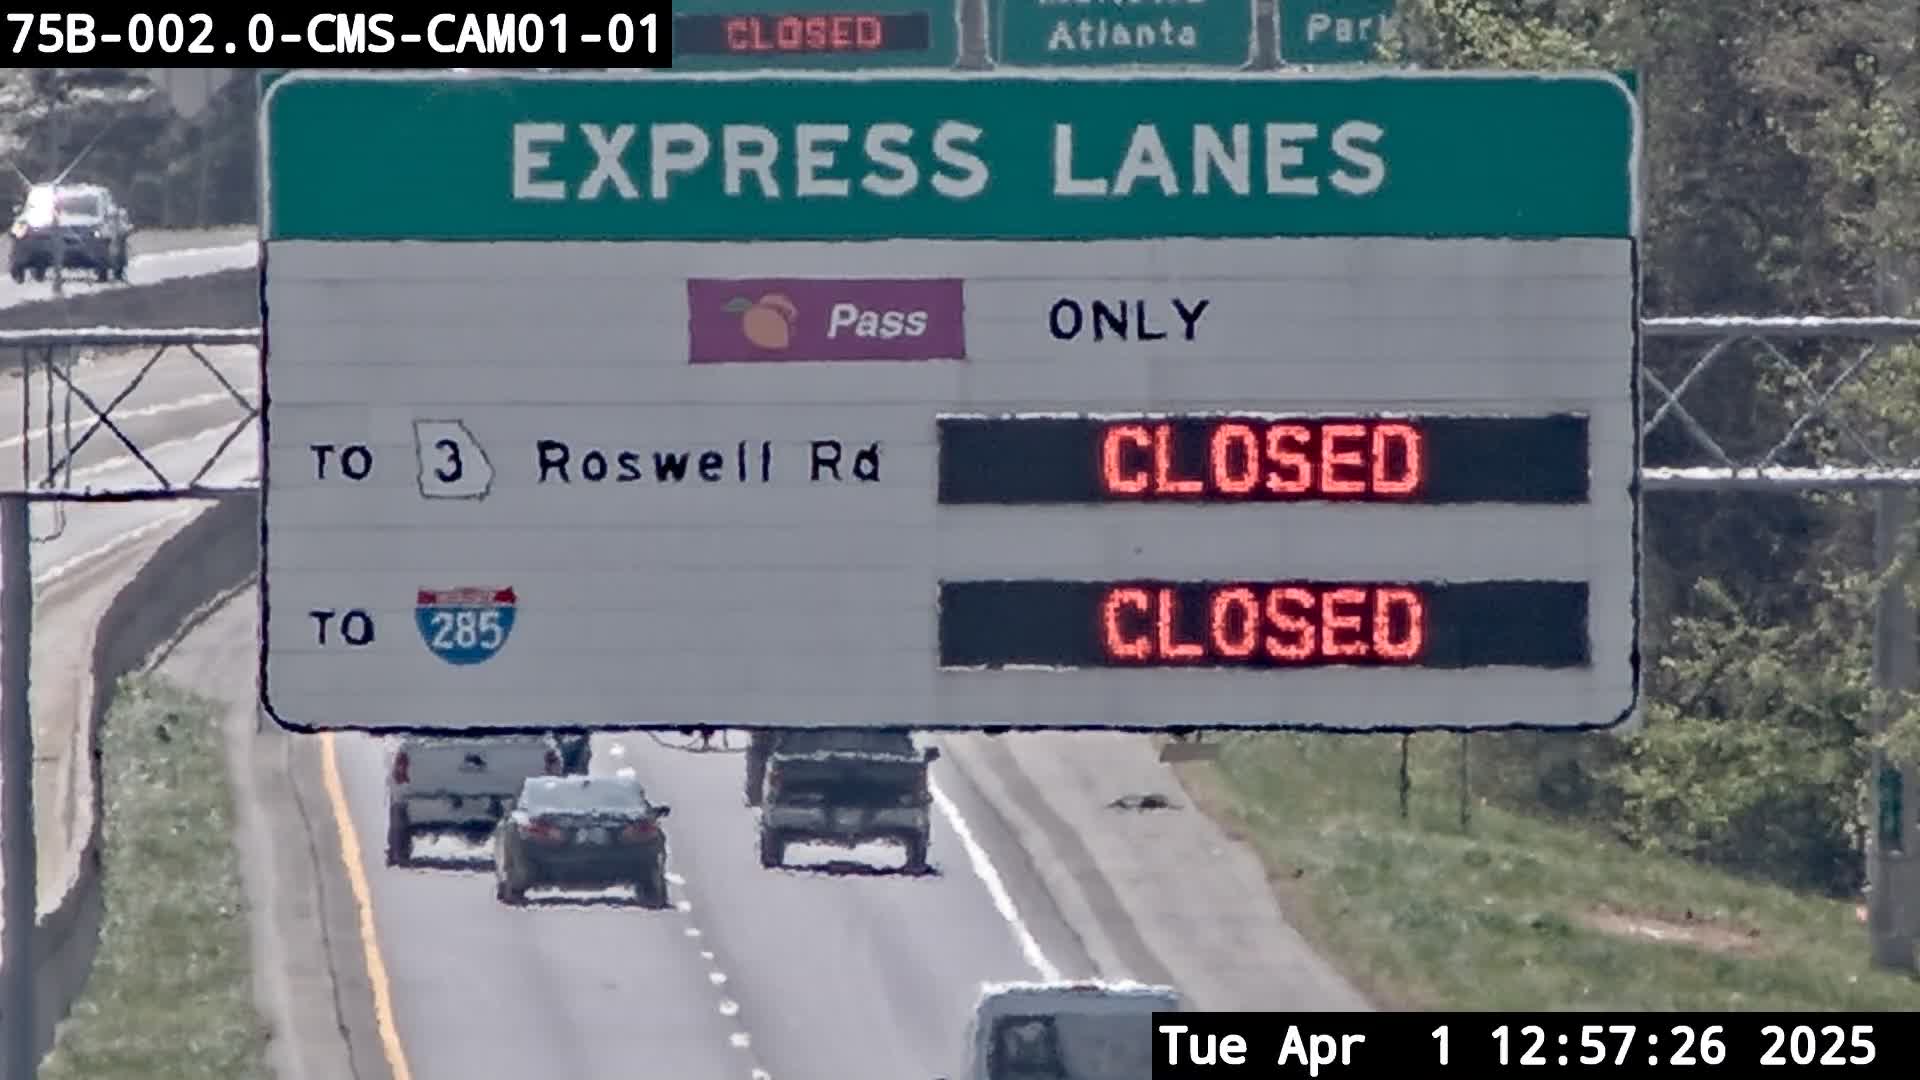 75B-002.0-CMS-CAM01-01
CLOSED
Atlanta
EXPRESS LANES
Pass ONLY
TO 3 Roswell Rd CLOSED
TO 285 CLOSED
Tue Apr 1 12:57:26 2025